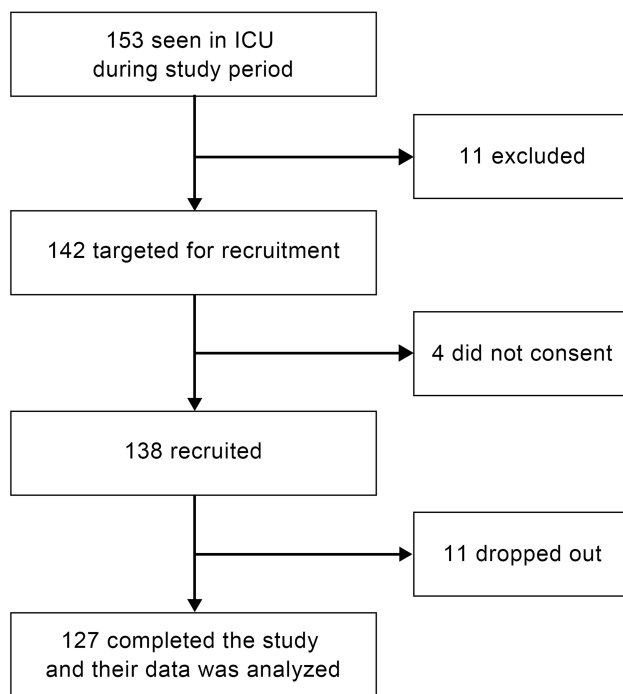 153 seen in ICU
during study period
11 excluded
142 targeted for recruitment
4 did not consent
138 recruited
11 dropped out
127 completed the study
and their data was analyzed